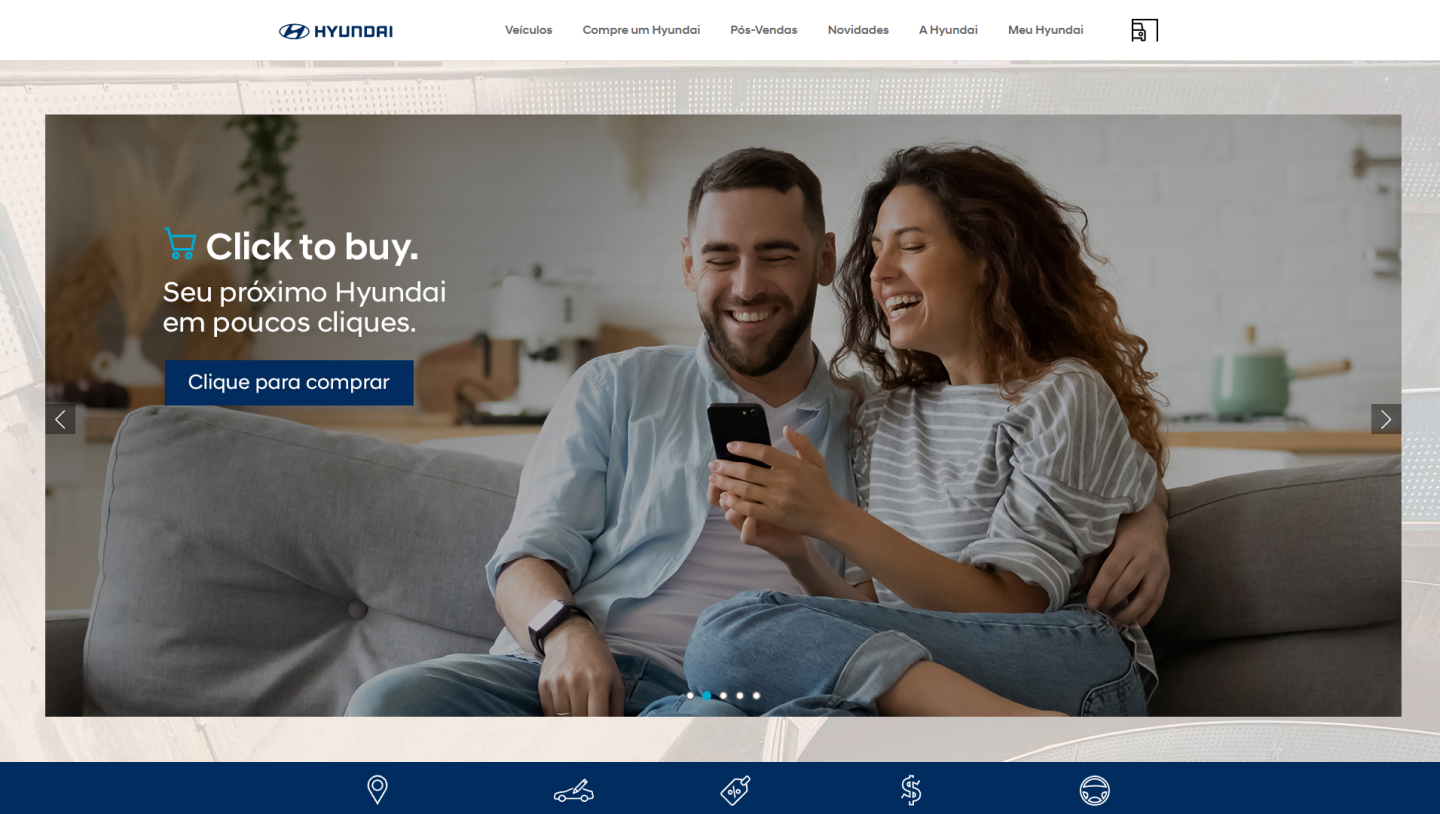 HYUNDAI
Veículos
Compre um Hyundai
Pós-Vendas
Novidades
A Hyundai
Meu Hyundai
Click to buy.
Seu próximo Hyundai
em poucos cliques.
Clique para comprar